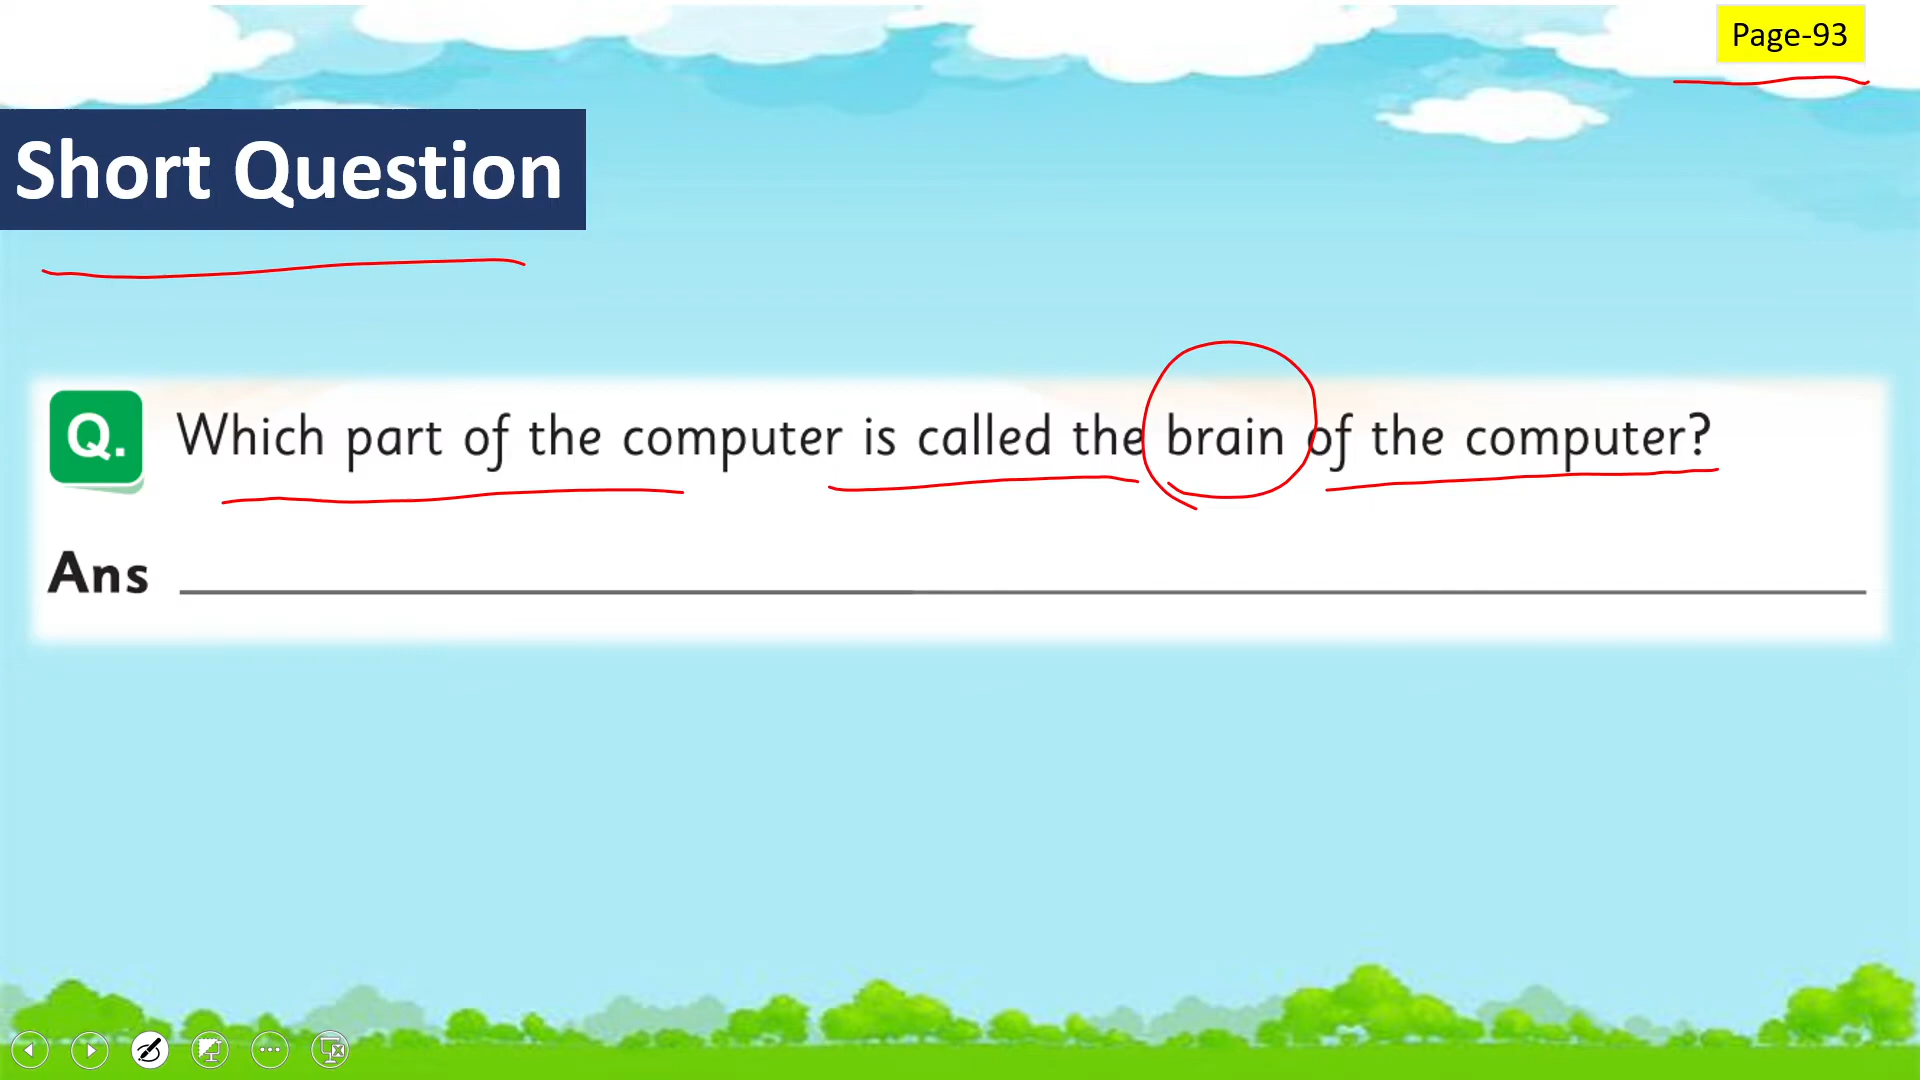 Page-93
Short Question
Q. Which part of the computer is called the brain of the computer?
Ans